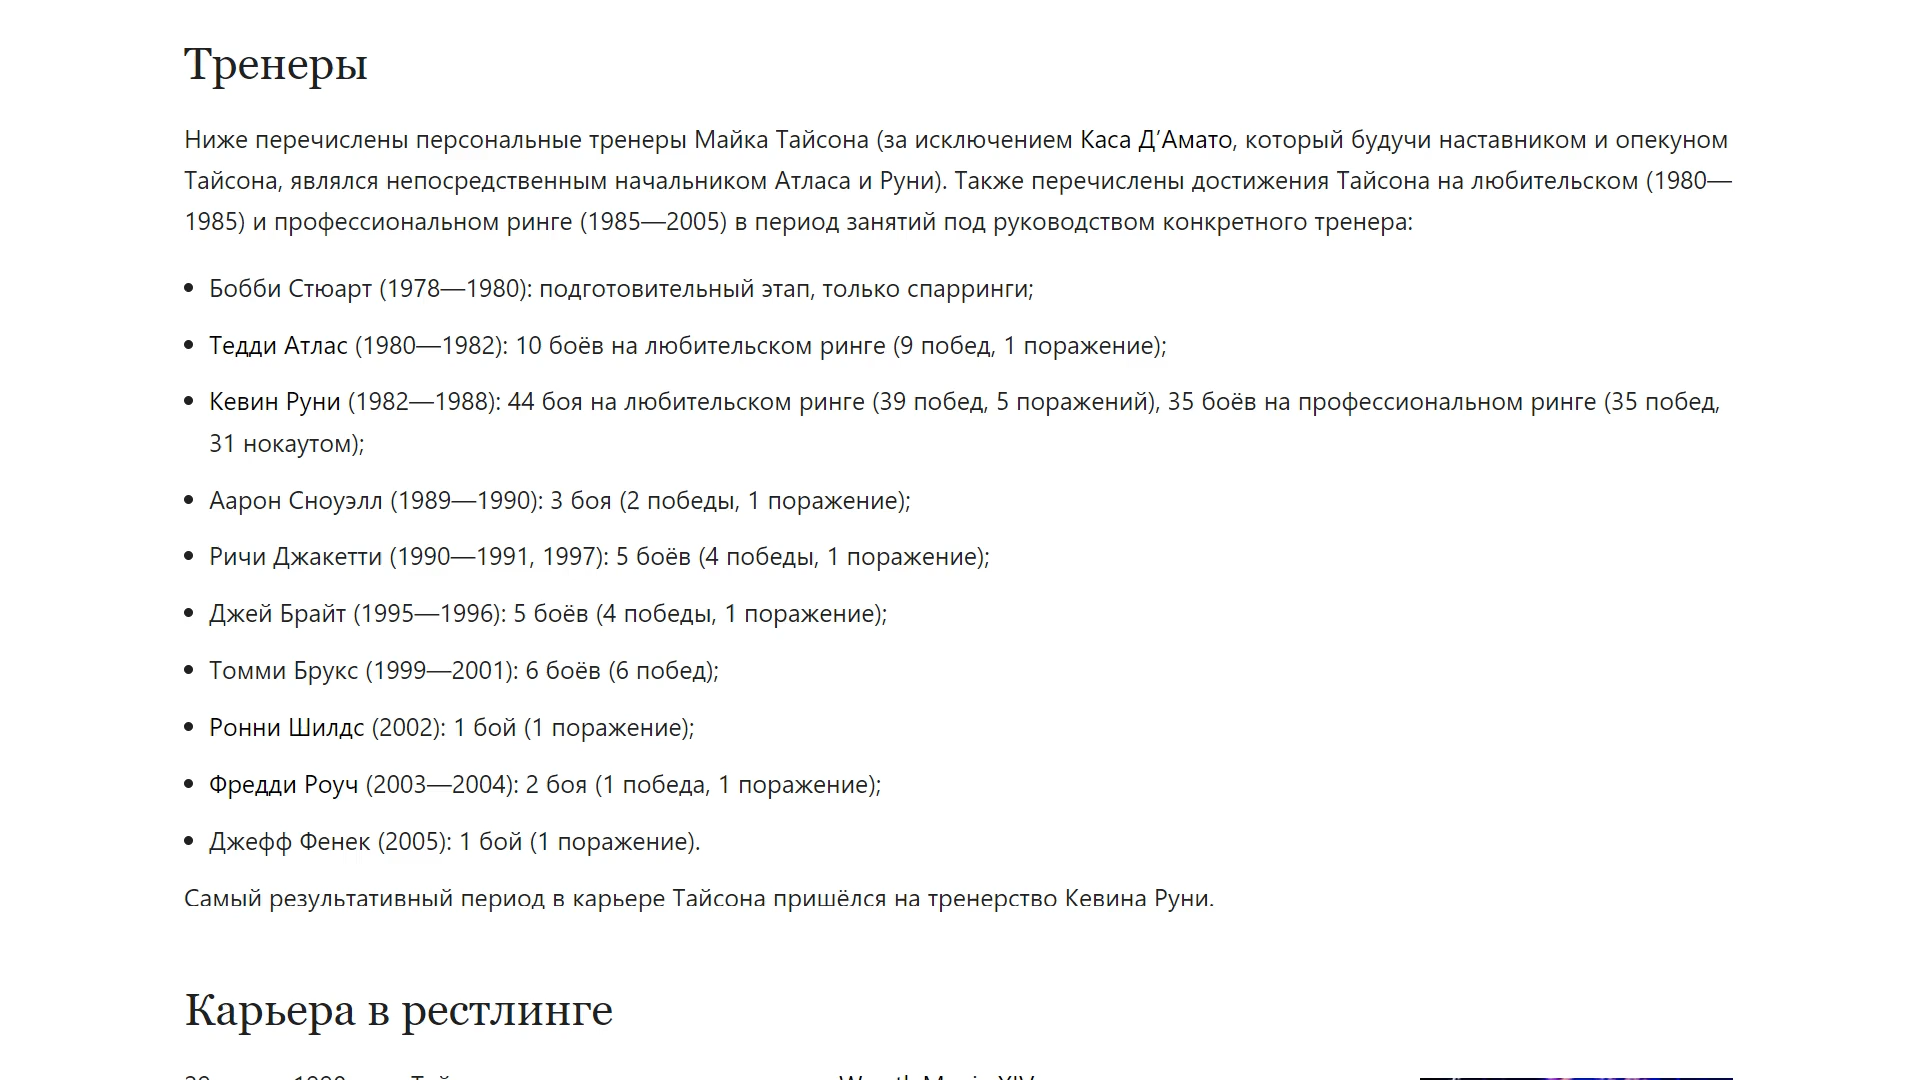 Тренеры
Ниже перечислены персональные тренеры Майка Тайсона (за исключением Каса Д’Амато, который будучи наставником и опекуном
Тайсона, являлся непосредственным начальником Атласа и Руни). Также перечислены достижения Тайсона на любительском (1980—
1985) и профессиональном ринге (1985—2005) в период занятий под руководством конкретного тренера:
Бобби Стюарт (1978—1980): подготовительный этап, только спарринги;
Тедди Атлас (1980—1982): 10 боёв на любительском ринге (9 побед, 1 поражение);
Кевин Руни (1982—1988): 44 боя на любительском ринге (39 побед, 5 поражений), 35 боёв на профессиональном ринге (35 побед,
31 нокаутом);
Аарон Сноуэлл (1989—1990): 3 боя (2 победы, 1 поражение);
Ричи Джакетти (1990—1991, 1997): 5 боёв (4 победы, 1 поражение);
Джей Брайт (1995—1996): 5 боёв (4 победы, 1 поражение);
Томми Брукс (1999—2001): 6 боёв (6 побед);
Ронни Шилдс (2002): 1 бой (1 поражение);
Фредди Роуч (2003—2004): 2 боя (1 победа, 1 поражение);
Джефф Фенек (2005): 1 бой (1 поражение).
Самый результативный период в карьере Тайсона пришёлся на тренерство Кевина Руни.
Карьера в рестлинге